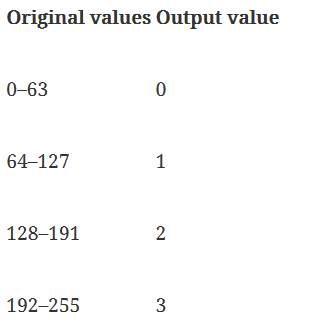 Original values Output value
0–63 0
64–127 1
128–191 2
192–255 3